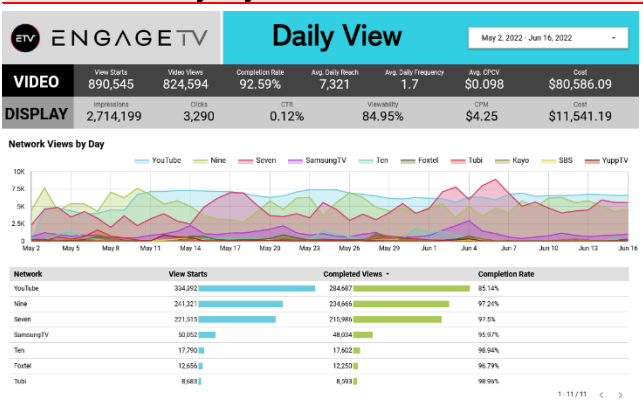 ETV ENGAGETV
Daily View
May 2, 2022 - Jun 16, 2022
VIDEO
View Starts Video Views Completion Rate Avg. Daily Reach Avg. Daily Frequency Avg. CPCV Cost
890,545 824,594 92.59% 7,321 1.7 $0.098 $80,586.09
DISPLAY
Impressions Clicks CTR Viewability CPM Cost
2,714,199 3,290 0.12% 84.95% $4.25 $11,541.19
Network Views by Day
YouTube Nine Seven SamsungTV Ten Foxtel Tubi Kayo SBS YuppTV
10K
7.5K
5K
2.5K
0
May 2 May 5 May 8 May 11 May 14 May 17 May 20 May 23 May 26 May 29 Jun 1 Jun 4 Jun 7 Jun 10 Jun 13 Jun 16
Network View Starts Completed Views Completion Rate
YouTube 334,392 284,687 85.14%
Nine 241,321 234,666 97.24%
Seven 221,515 215,986 97.5%
SamsungTV 50,052 48,034 95.97%
Ten 17,790 17,602 98.94%
Foxtel 12,656 12,250 96.79%
Tubi 8,683 8,593 98.96%
1 - 11 / 11 < >